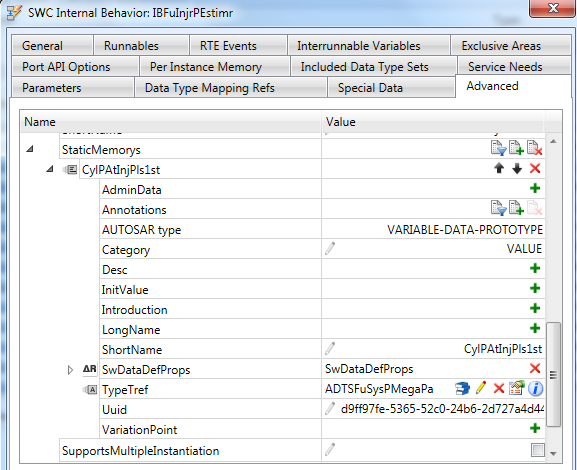 SWC Internal Behavior: IBFuInjrPEstimr
General Runnables RTE Events Interrunnable Variables Exclusive Areas
Port API Options Per Instance Memory Included Data Type Sets Service Needs
Parameters Data Type Mapping Refs Special Data Advanced
Name Value
StaticMemorys
CylPAtInjPls1st
AdminData
Annotations
AUTOSAR type VARIABLE-DATA-PROTOTYPE
Category VALUE
Desc
InitValue
Introduction
LongName
ShortName CylPAtInjPls1st
SwDataDefProps SwDataDefProps
TypeTref ADTSFuSysPMegaPa
Uuid d9ff97fe-5365-52c0-24b6-2d727a4d44
VariationPoint
SupportsMultipleInstantiation